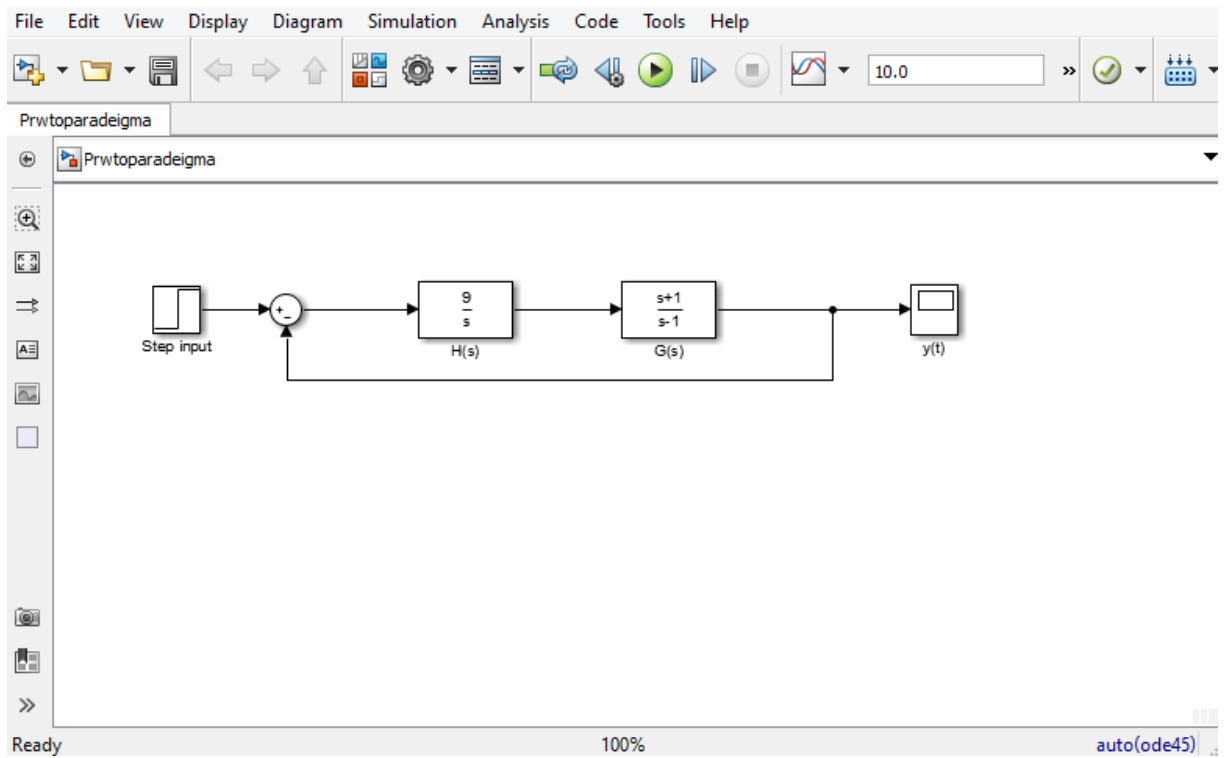 File Edit View Display Diagram Simulation Analysis Code Tools Help
10.0 »
Prwtoparadeigma
Prwtoparadeigma
Step input
+
-
9
s
H(s)
s+1
s-1
G(s)
y(t)
Ready 100% auto(ode45)